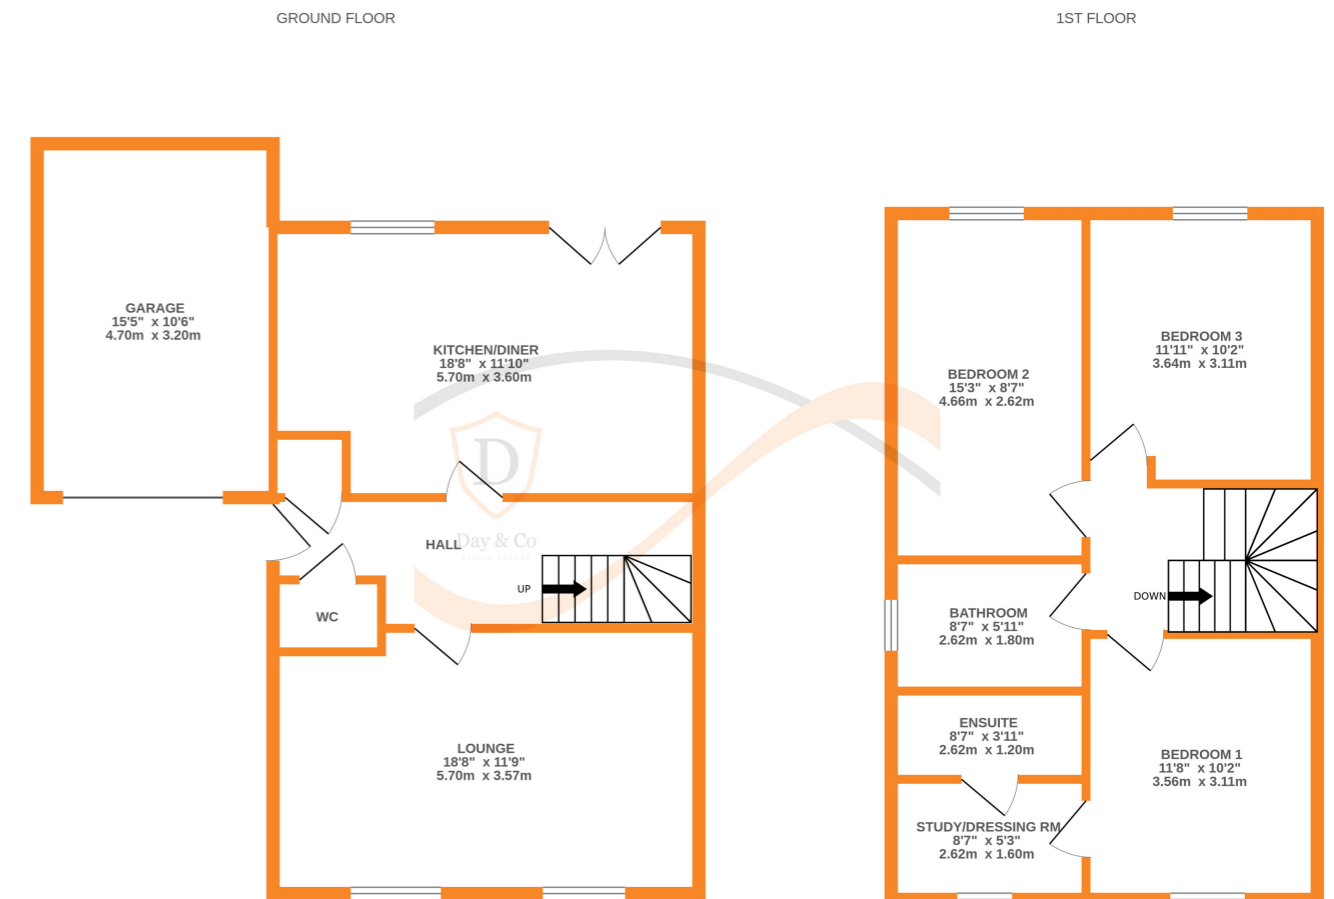 GROUND FLOOR
1ST FLOOR
GARAGE
15'5" x 10'6"
4.70m x 3.20m
KITCHEN/DINER
18'8" x 11'10"
5.70m x 3.60m
D
Day & Co
HALL
UP
WC
LOUNGE
18'8" x 11'9"
5.70m x 3.57m
BEDROOM 2
15'3" x 8'7"
4.66m x 2.62m
BEDROOM 3
11'11" x 10'2"
3.64m x 3.11m
DOWN
BATHROOM
8'7" x 5'11"
2.62m x 1.80m
ENSUITE
8'7" x 3'11"
2.62m x 1.20m
BEDROOM 1
11'8" x 10'2"
3.56m x 3.11m
STUDY/DRESSING RM
8'7" x 5'3"
2.62m x 1.60m